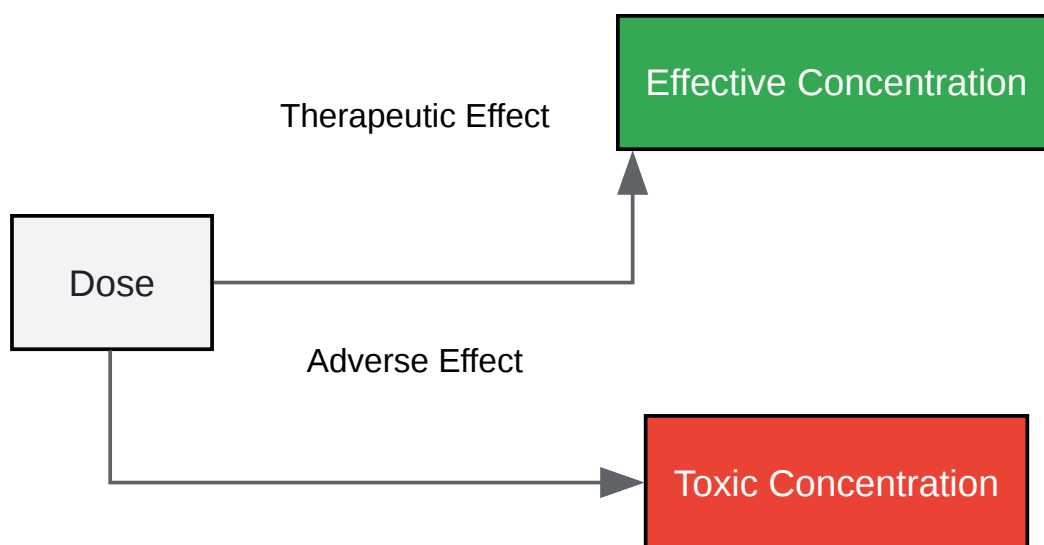 Effective Concentration
Therapeutic Effect
Dose
Adverse Effect
Toxic Concentration